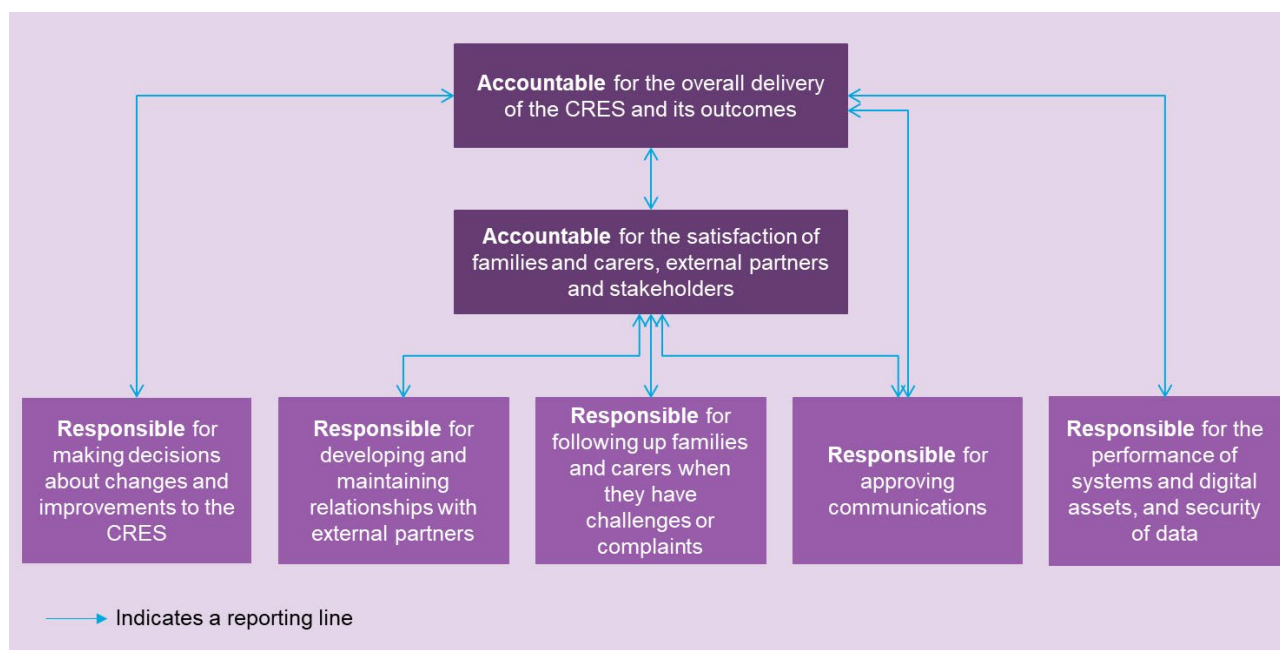 Accountable for the overall delivery
of the CRES and its outcomes
Accountable for the satisfaction of
families and carers, external partners
and stakeholders
Responsible for
making decisions
about changes and
improvements to the
CRES
Responsible for
developing and
maintaining
relationships with
external partners
Responsible for
following up families
and carers when
they have
challenges or
complaints
Responsible for
approving
communications
Responsible for the
performance of
systems and digital
assets, and security
of data
Indicates a reporting line